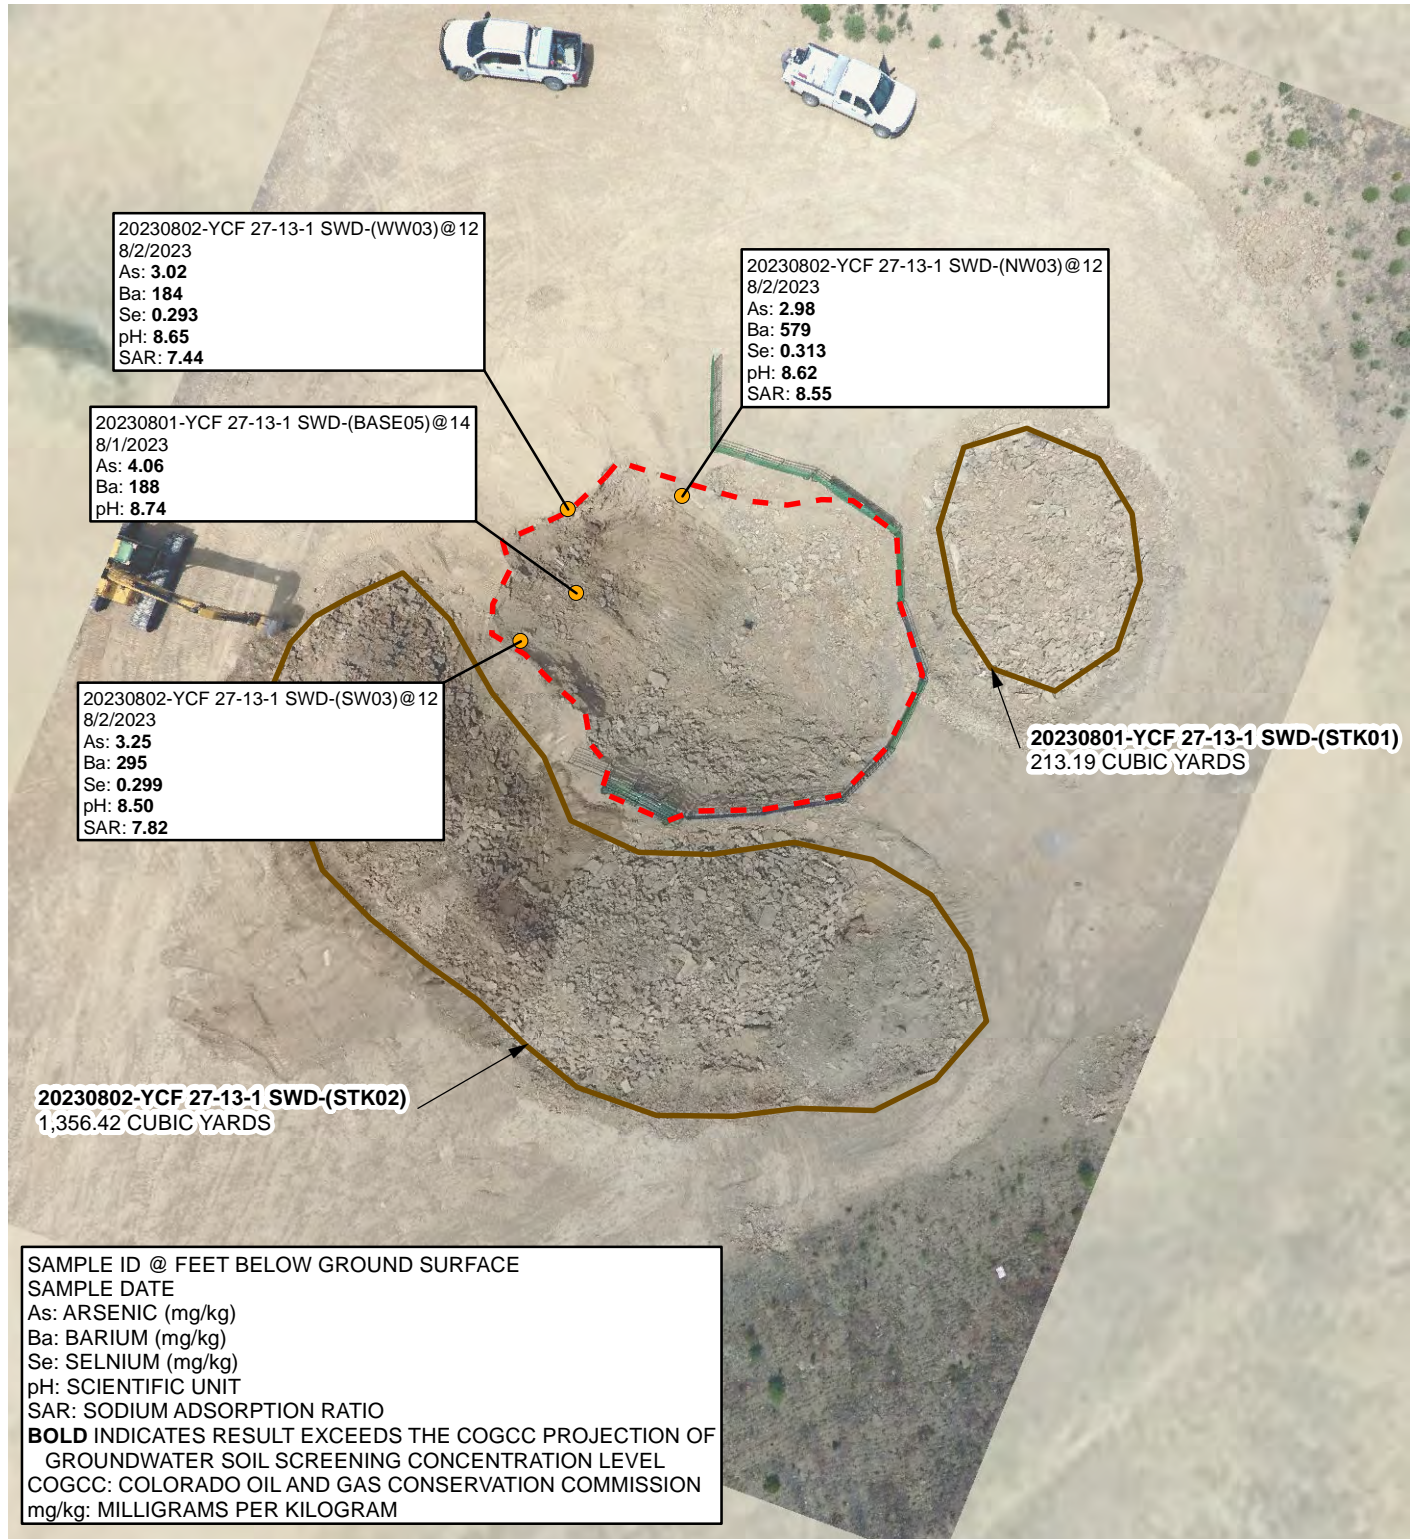 20230802-YCF 27-13-1 SWD-(WW03)@12
8/2/2023
As: 3.02
Ba: 184
Se: 0.293
pH: 8.65
SAR: 7.44
20230802-YCF 27-13-1 SWD-(NW03)@12
8/2/2023
As: 2.98
Ba: 579
Se: 0.313
pH: 8.62
SAR: 8.55
20230801-YCF 27-13-1 SWD-(BASE05)@14
8/1/2023
As: 4.06
Ba: 188
pH: 8.74
20230802-YCF 27-13-1 SWD-(SW03)@12
8/2/2023
As: 3.25
Ba: 295
Se: 0.299
pH: 8.50
SAR: 7.82
20230801-YCF 27-13-1 SWD-(STK01)
213.19 CUBIC YARDS
20230802-YCF 27-13-1 SWD-(STK02)
1,356.42 CUBIC YARDS
SAMPLE ID @ FEET BELOW GROUND SURFACE
SAMPLE DATE
As: ARSENIC (mg/kg)
Ba: BARIUM (mg/kg)
Se: SELNIUM (mg/kg)
pH: SCIENTIFIC UNIT
SAR: SODIUM ADSORPTION RATIO
BOLD INDICATES RESULT EXCEEDS THE COGCC PROJECTION OF
GROUNDWATER SOIL SCREENING CONCENTRATION LEVEL
COGCC: COLORADO OIL AND GAS CONSERVATION COMMISSION
mg/kg: MILLIGRAMS PER KILOGRAM